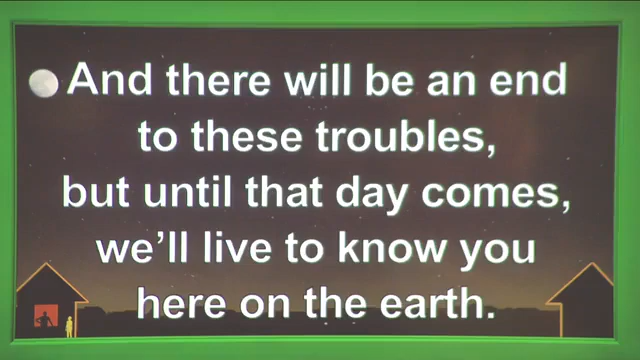 And there will be an end
to these troubles,
but until that day comes,
we'll live to know you
here on the earth.